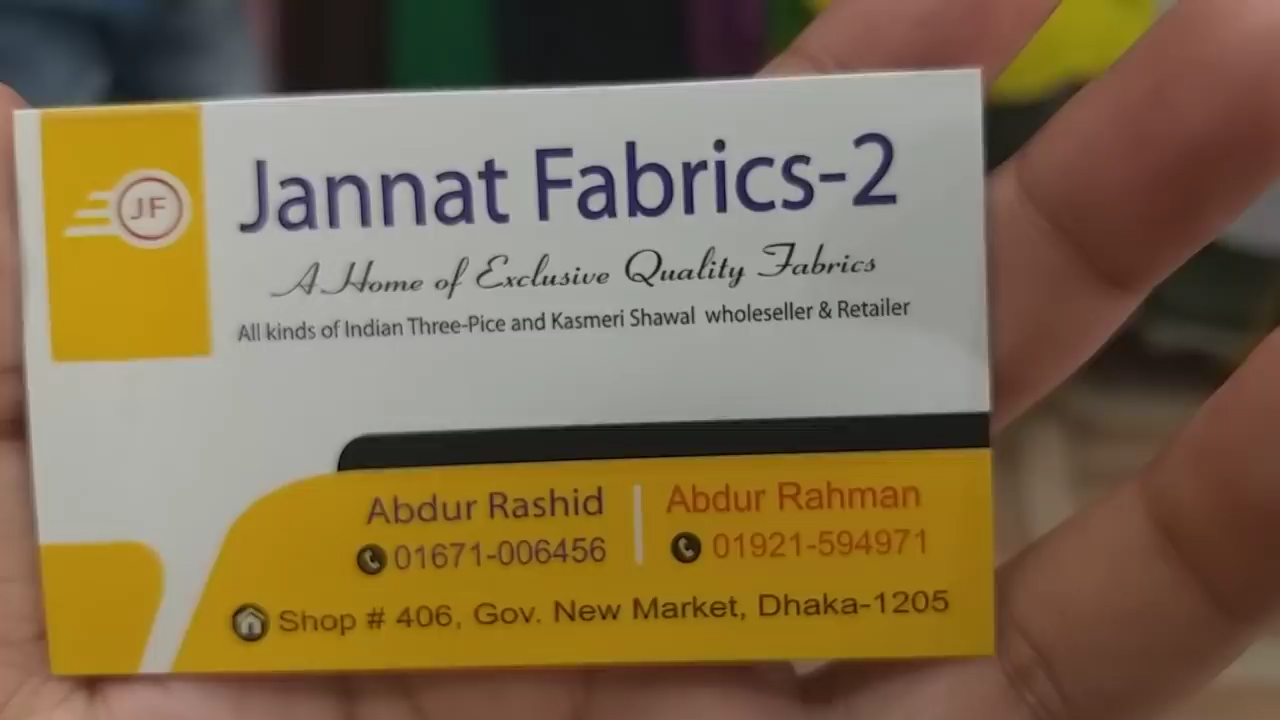 JF
Jannat Fabrics-2
A Home of Exclusive Quality Fabrics
All kinds of Indian Three-Pice and Kasmeri Shawal wholeseller & Retailer
Abdur Rashid
01671-006456
Abdur Rahman
01921-594971
Shop # 406, Gov. New Market, Dhaka-1205